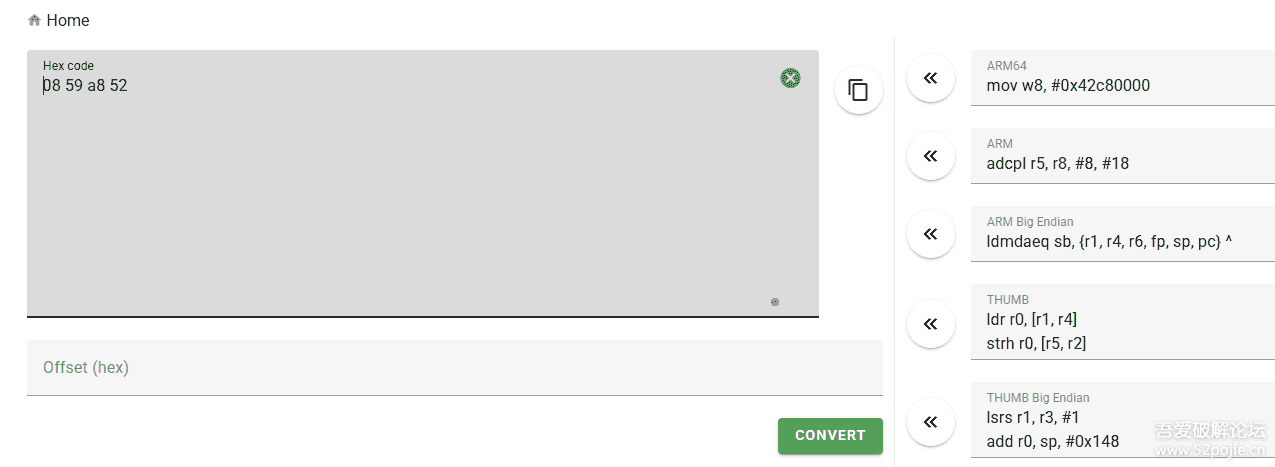 Home
Hex code
08 59 a8 52
Offset (hex)
CONVERT
ARM64
mov w8, #0x42c80000
ARM
adcpl r5, r8, #8, #18
ARM Big Endian
ldmdaeq sb, {r1, r4, r6, fp, sp, pc} ^
THUMB
ldr r0, [r1, r4]
strh r0, [r5, r2]
THUMB Big Endian
lsrs r1, r3, #1
add r0, sp, #0x148
吾爱破解论坛
www.52pojie.cn